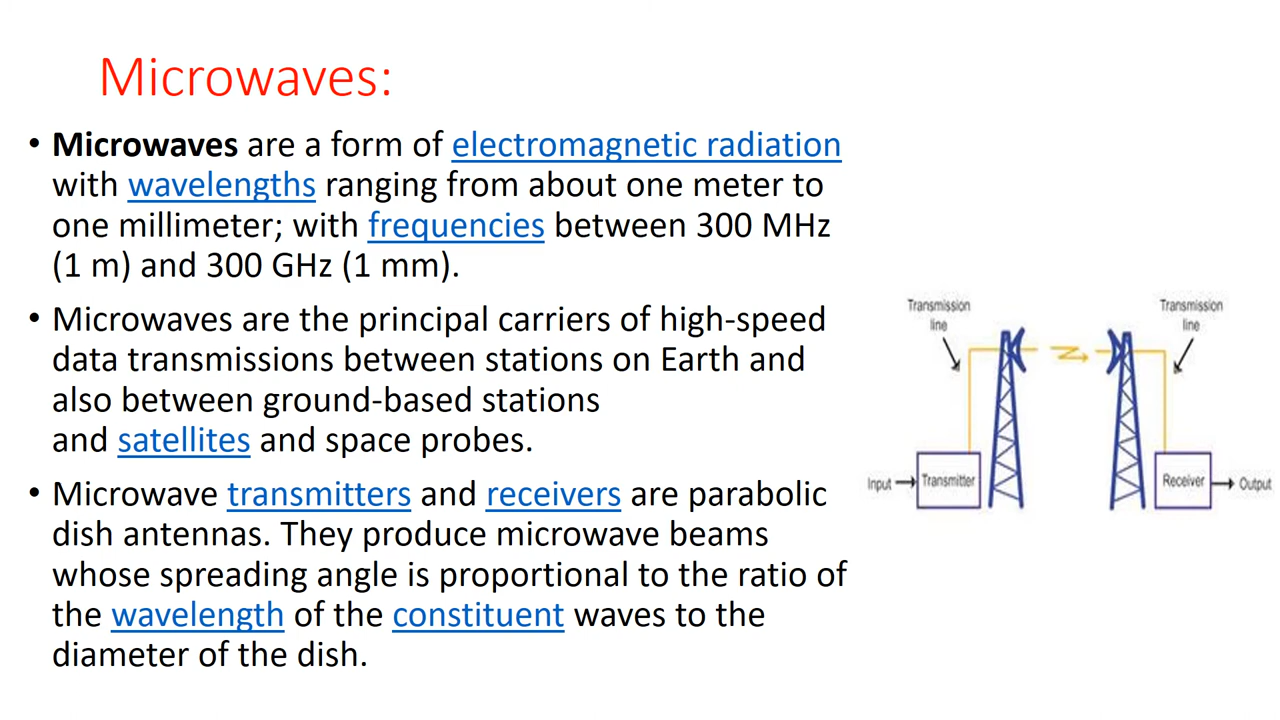 Microwaves:
• Microwaves are a form of electromagnetic radiation
with wavelengths ranging from about one meter to
one millimeter; with frequencies between 300 MHz
(1 m) and 300 GHz (1 mm).
• Microwaves are the principal carriers of high-speed
data transmissions between stations on Earth and
also between ground-based stations
and satellites and space probes.
• Microwave transmitters and receivers are parabolic
dish antennas. They produce microwave beams
whose spreading angle is proportional to the ratio of
the wavelength of the constituent waves to the
diameter of the dish.
Transmission
line
Transmission
line
Input
Transmitter
Receiver
Output